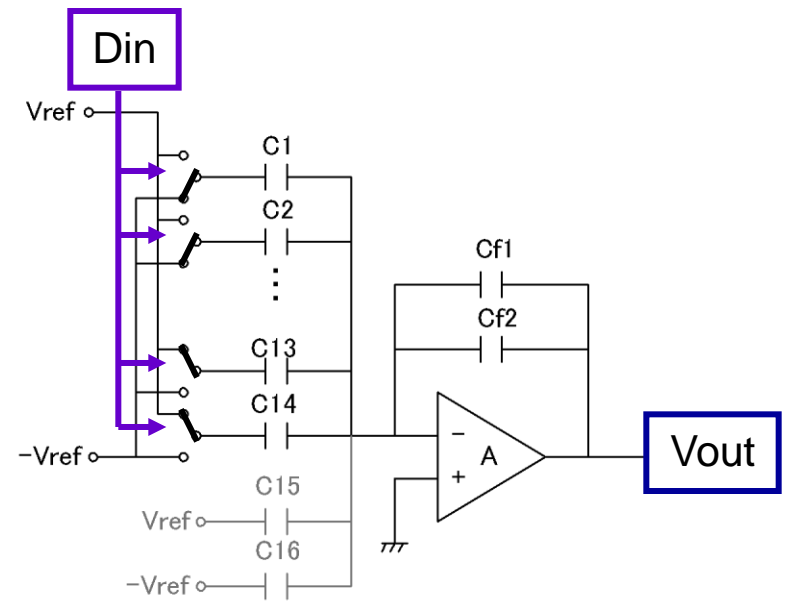 Din
Vref
C1
C2
⋮
Cf1
Cf2
C13
C14
−
A
+
-Vref
Vout
C15
Vref
C16
-Vref